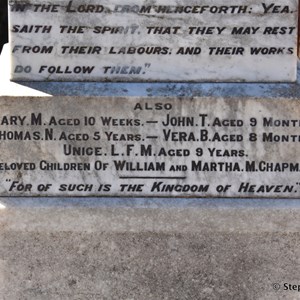 IN THE LORD, FROM HENCEFORTH: YEA,
SAITH THE SPIRIT, THAT THEY MAY REST
FROM THEIR LABOURS; AND THEIR WORKS
DO FOLLOW THEM."
ALSO
ARY. M. AGED 10 WEEKS. — JOHN. T. AGED 9 MONT
HOMAS. N. AGED 5 YEARS. — VERA. B. AGED 8 MONT
UNICE. L. F. M. AGED 9 YEARS.
ELOVED CHILDREN OF WILLIAM AND MARTHA. M. CHAPM
"FOR OF SUCH IS THE KINGDOM OF HEAVEN."
© Step